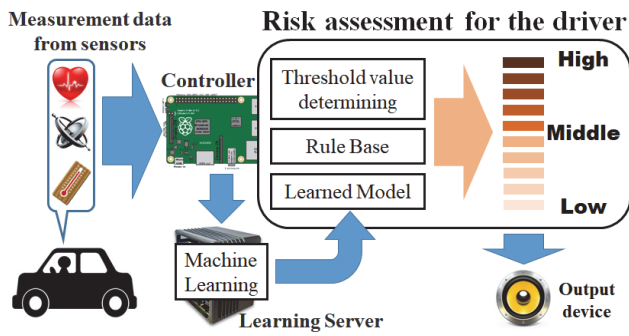 Measurement data
from sensors
Risk assessment for the driver
Controller
Threshold value
determining
Rule Base
Learned Model
High
Middle
Low
Machine
Learning
Learning Server
Output
device